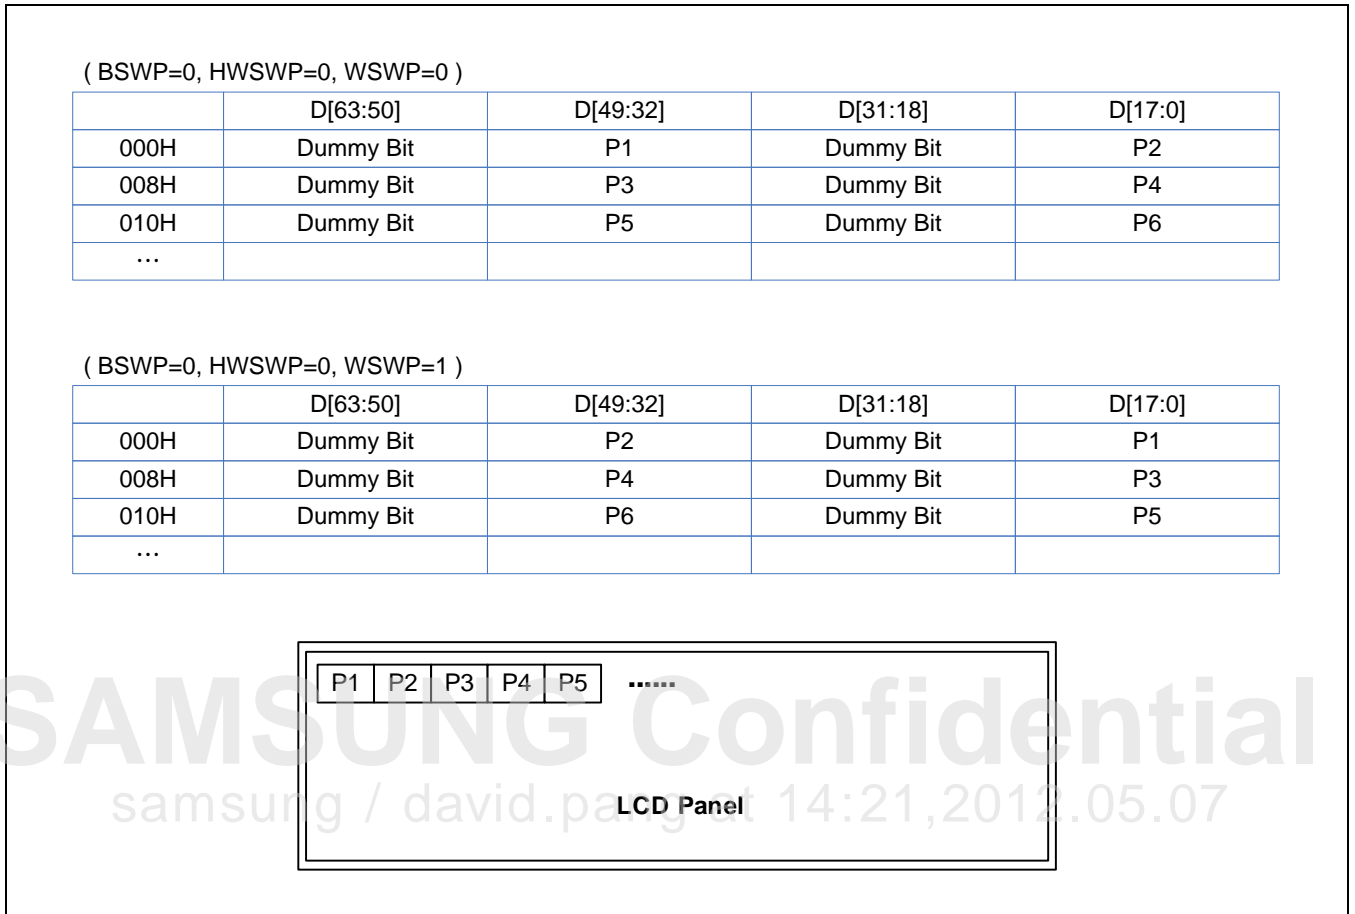 ( BSWP=0, HWSWP=0, WSWP=0 )
D[63:50] D[49:32] D[31:18] D[17:0]
000H Dummy Bit P1 Dummy Bit P2
008H Dummy Bit P3 Dummy Bit P4
010H Dummy Bit P5 Dummy Bit P6
…
( BSWP=0, HWSWP=0, WSWP=1 )
D[63:50] D[49:32] D[31:18] D[17:0]
000H Dummy Bit P2 Dummy Bit P1
008H Dummy Bit P4 Dummy Bit P3
010H Dummy Bit P6 Dummy Bit P5
…
P1 P2 P3 P4 P5 ......
SAMSUNG Confidential
samsung / david.pang at 14:21,2012.05.07
LCD Panel